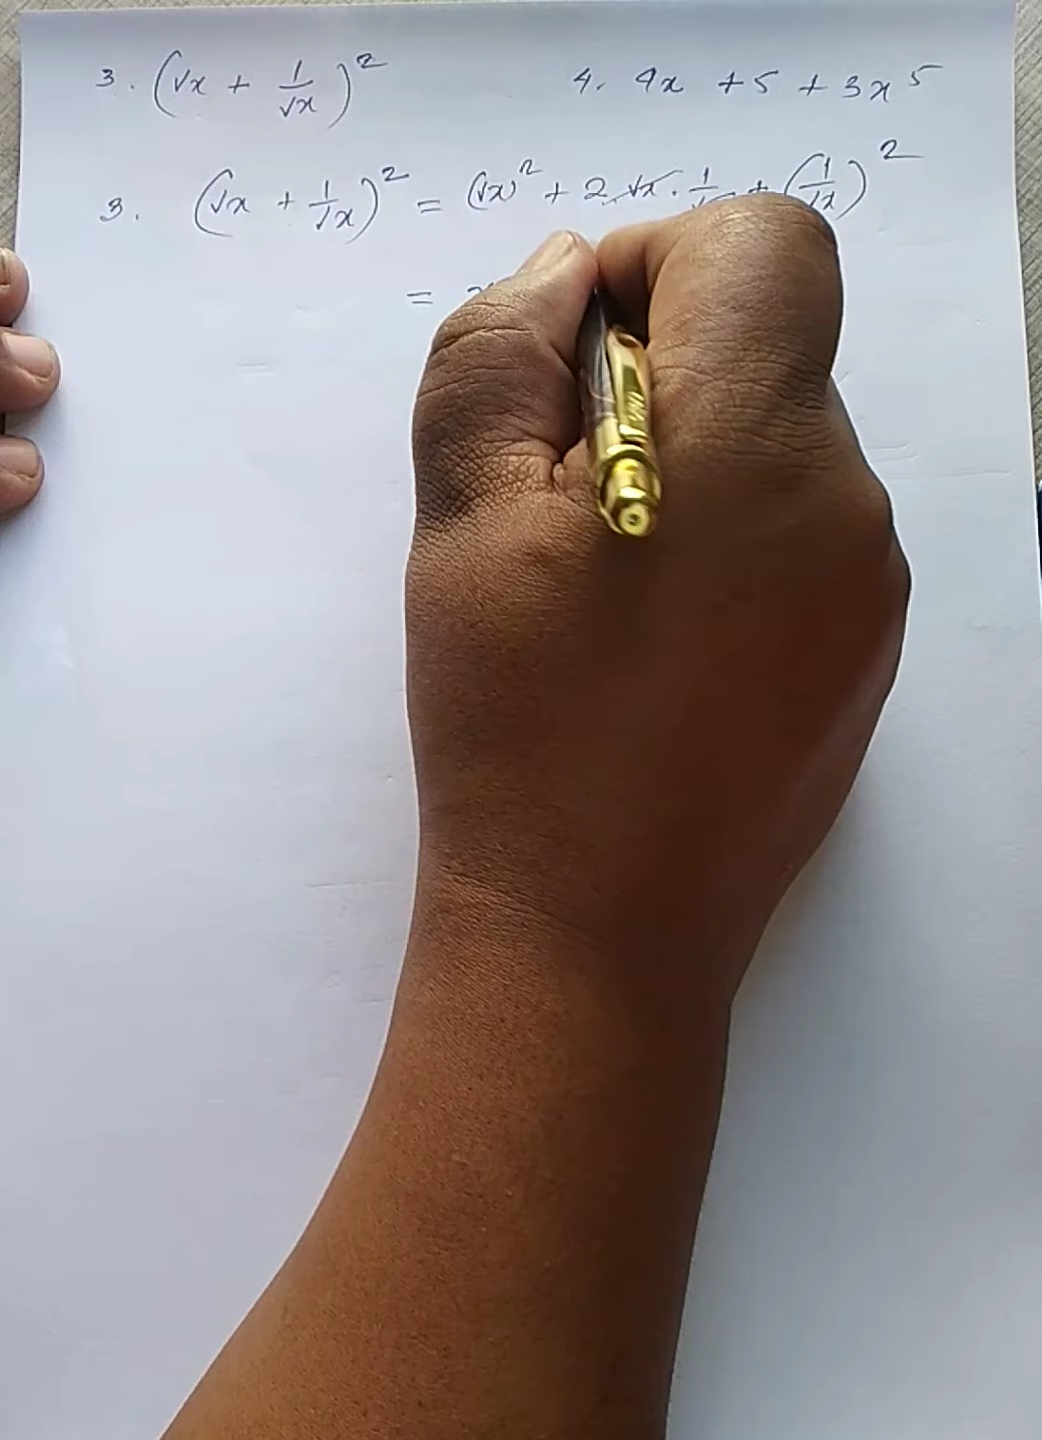 3. (√x + 1/√x)² 4. 4x + 5 + 3x⁵
3. (√x + 1/√x)² = (√x)² + 2.√x . 1/√x + (1/√x)²
= x